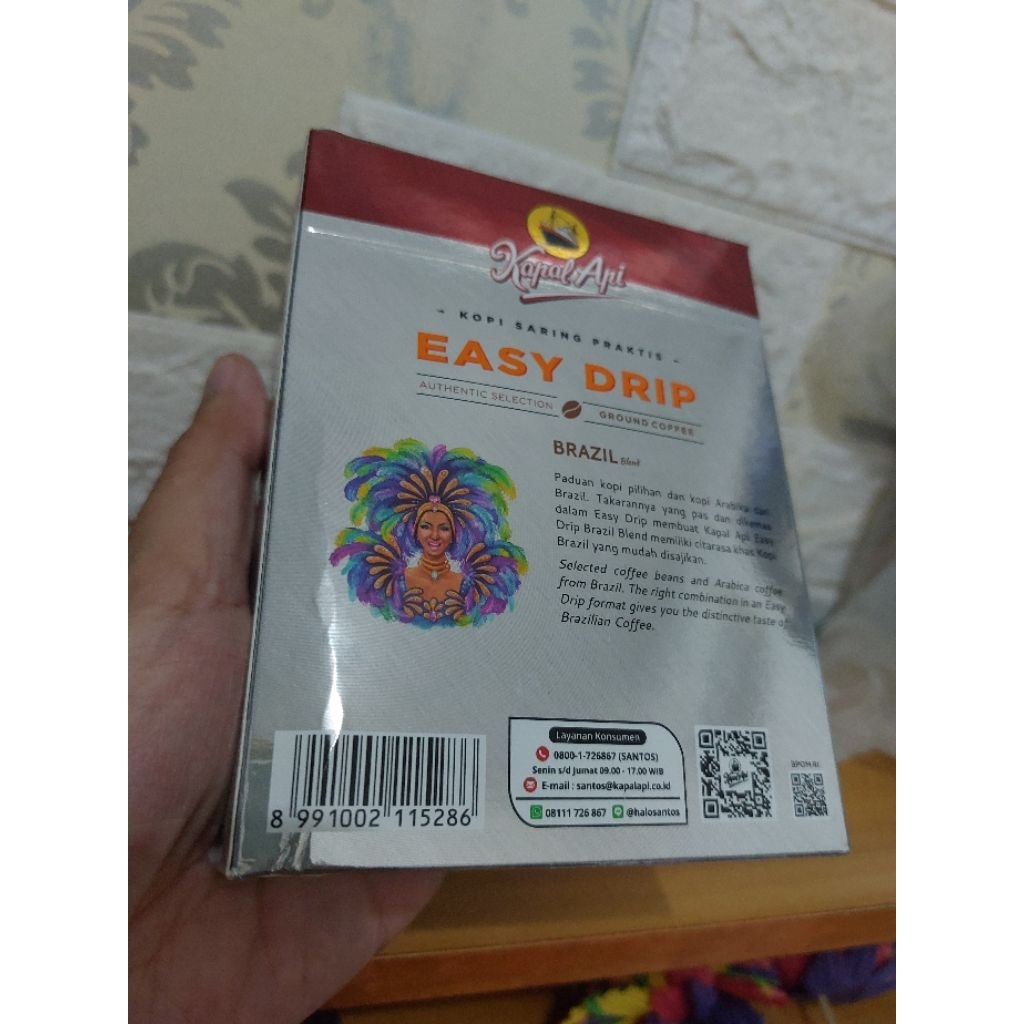 Kapal Api
- KOPI SARING PRAKTIS -
EASY DRIP
AUTHENTIC SELECTION GROUND COFFEE
BRAZIL Blend
Paduan kopi pilihan dan kopi Arabika dari
Brazil. Takarannya yang pas dan dikemas
dalam Easy Drip membuat Kapal Api Easy
Drip Brazil Blend memiliki citarasa khas Kopi
Brazil yang mudah disajikan.
Selected coffee beans and Arabica coffee
from Brazil. The right combination in an Easy
Drip format gives you the distinctive taste of
Brazilian Coffee.
Layanan Konsumen
0800-1-726867 (SANTOS)
Senin s/d Jumat 09.00 - 17.00 WIB
E-mail : santos@kapalapi.co.id
08111 726 867 @halosantos
BPOM RI
8 991002 115286